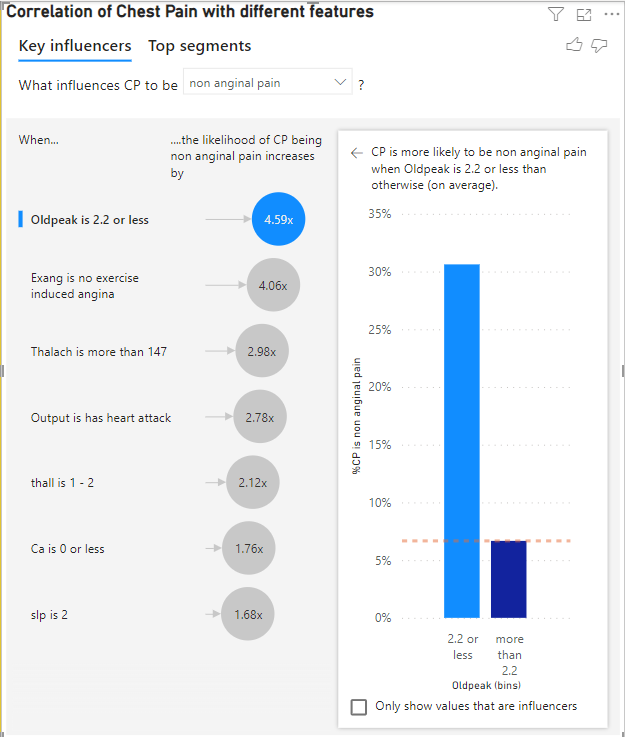 Correlation of Chest Pain with different features
Key influencers Top segments
What influences CP to be non anginal pain ?
When...
....the likelihood of CP being
non anginal pain increases
by
Oldpeak is 2.2 or less
4.59x
Exang is no exercise
induced angina
4.06x
Thalach is more than 147
2.98x
Output is has heart attack
2.78x
thall is 1 - 2
2.12x
Ca is 0 or less
1.76x
slp is 2
1.68x
CP is more likely to be non anginal pain
when Oldpeak is 2.2 or less than
otherwise (on average).
%CP is non anginal pain
35%
30%
25%
20%
15%
10%
5%
0%
2.2 or
less
more
than
2.2
Oldpeak (bins)
Only show values that are influencers